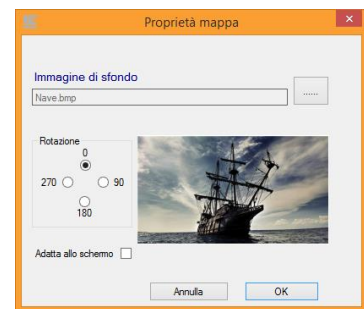 Proprietà mappa
Immagine di sfondo
Nave.bmp
......
Rotazione
0
270
90
180
Adatta allo schermo
Annulla
OK